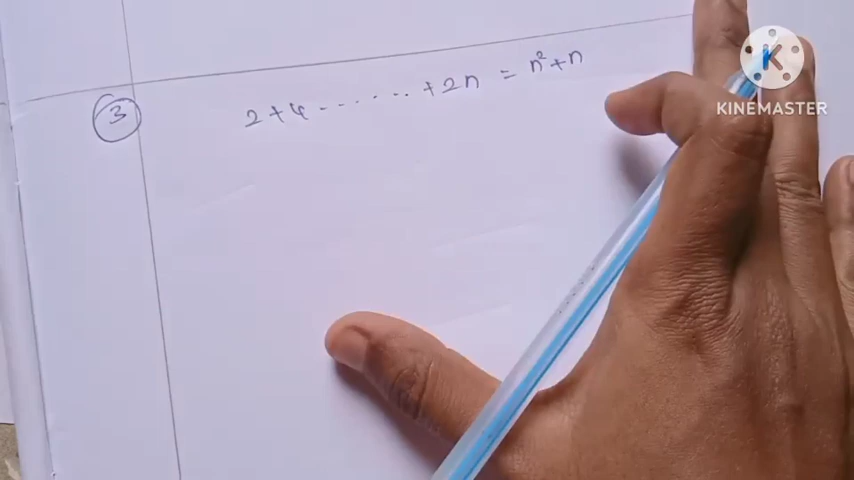 3 2+4.......+2n = n²+n
KINEMASTER